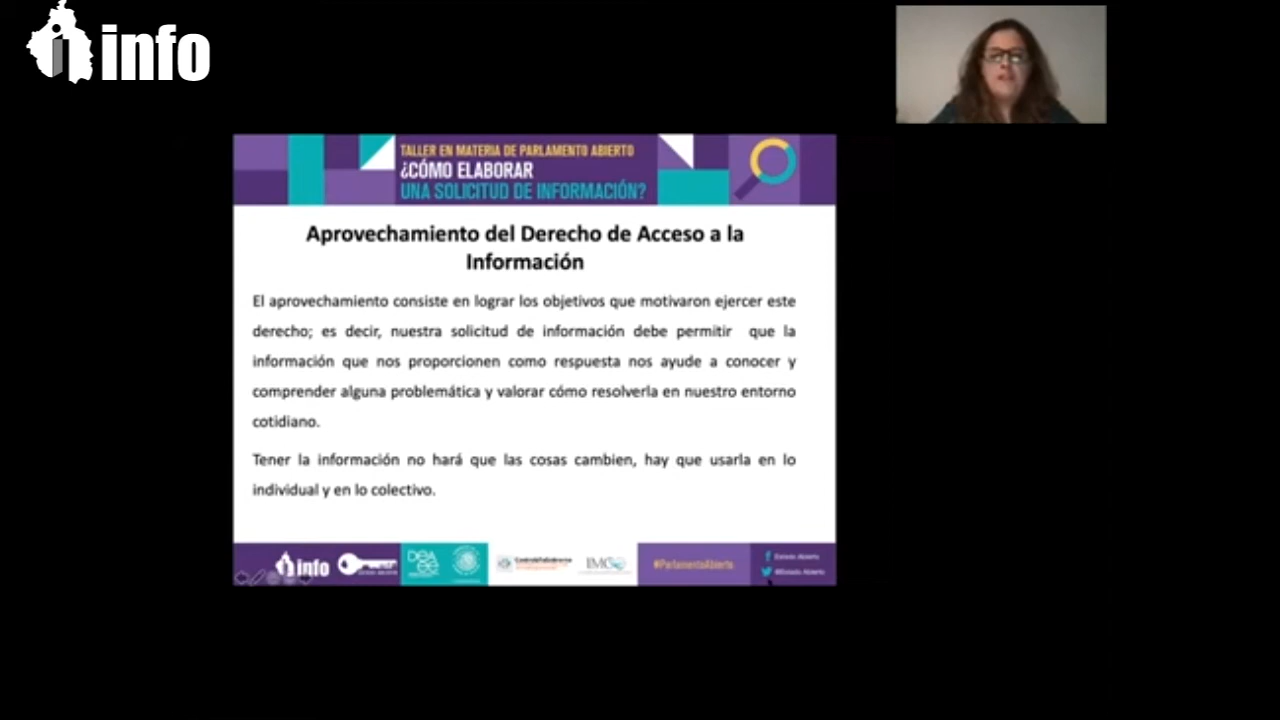 info
TALLER EN MATERIA DE PARLAMENTO ABIERTO
¿CÓMO ELABORAR
UNA SOLICITUD DE INFORMACIÓN?
Aprovechamiento del Derecho de Acceso a la
Información
El aprovechamiento consiste en lograr los objetivos que motivaron ejercer este
derecho; es decir, nuestra solicitud de información debe permitir que la
información que nos proporcionen como respuesta nos ayude a conocer y
comprender alguna problemática y valorar cómo resolverla en nuestro entorno
cotidiano.
Tener la información no hará que las cosas cambien, hay que usarla en lo
individual y en lo colectivo.
info
IMCO
#ParlamentoAbierto
Estado Abierto
@Estado_Abierto